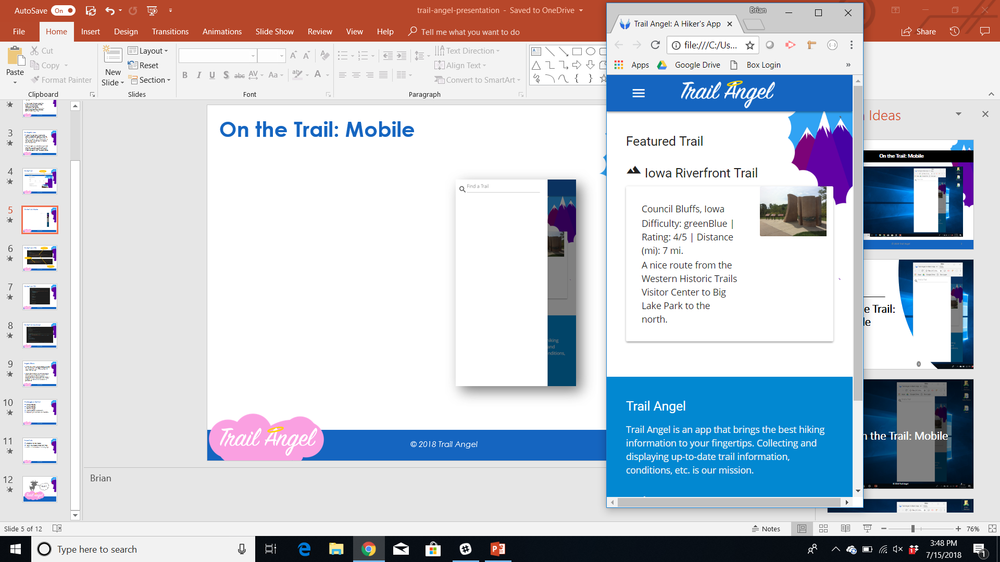 AutoSave On
trail-angel-presentation - Saved to OneDrive
File Home Insert Design Transitions Animations Slide Show Review View Help Tell me what you want to do
Share
Paste
Cut
Copy
Format Painter
Clipboard
New
Slide
Layout
Reset
Section
Slides
B I U S abc AV Aa A
Font
Text Direction
Align Text
Convert to SmartArt
Paragraph
3
4
5
6
7
8
9
10
11
12
On the Trail: Mobile
Find a Trail
hiking
and
nditions,
Trail Angel
© 2018 Trail Angel
Brian
Brian
Trail Angel: A Hiker's App
file:///C:/Us...
Apps Google Drive Box Login »
Trail Angel
Featured Trail
Iowa Riverfront Trail
Council Bluffs, Iowa
Difficulty: greenBlue |
Rating: 4/5 | Distance
(mi): 7 mi.
A nice route from the
Western Historic Trails
Visitor Center to Big
Lake Park to the
north.
Trail Angel
Trail Angel is an app that brings the best hiking
information to your fingertips. Collecting and
displaying up-to-date trail information,
conditions, etc. is our mission.
Ideas
On the Trail: Mobile
e Trail:
le
n the Trail: Mobile
Slide 5 of 12
Notes
76%
Type here to search
3:48 PM
7/15/2018
1